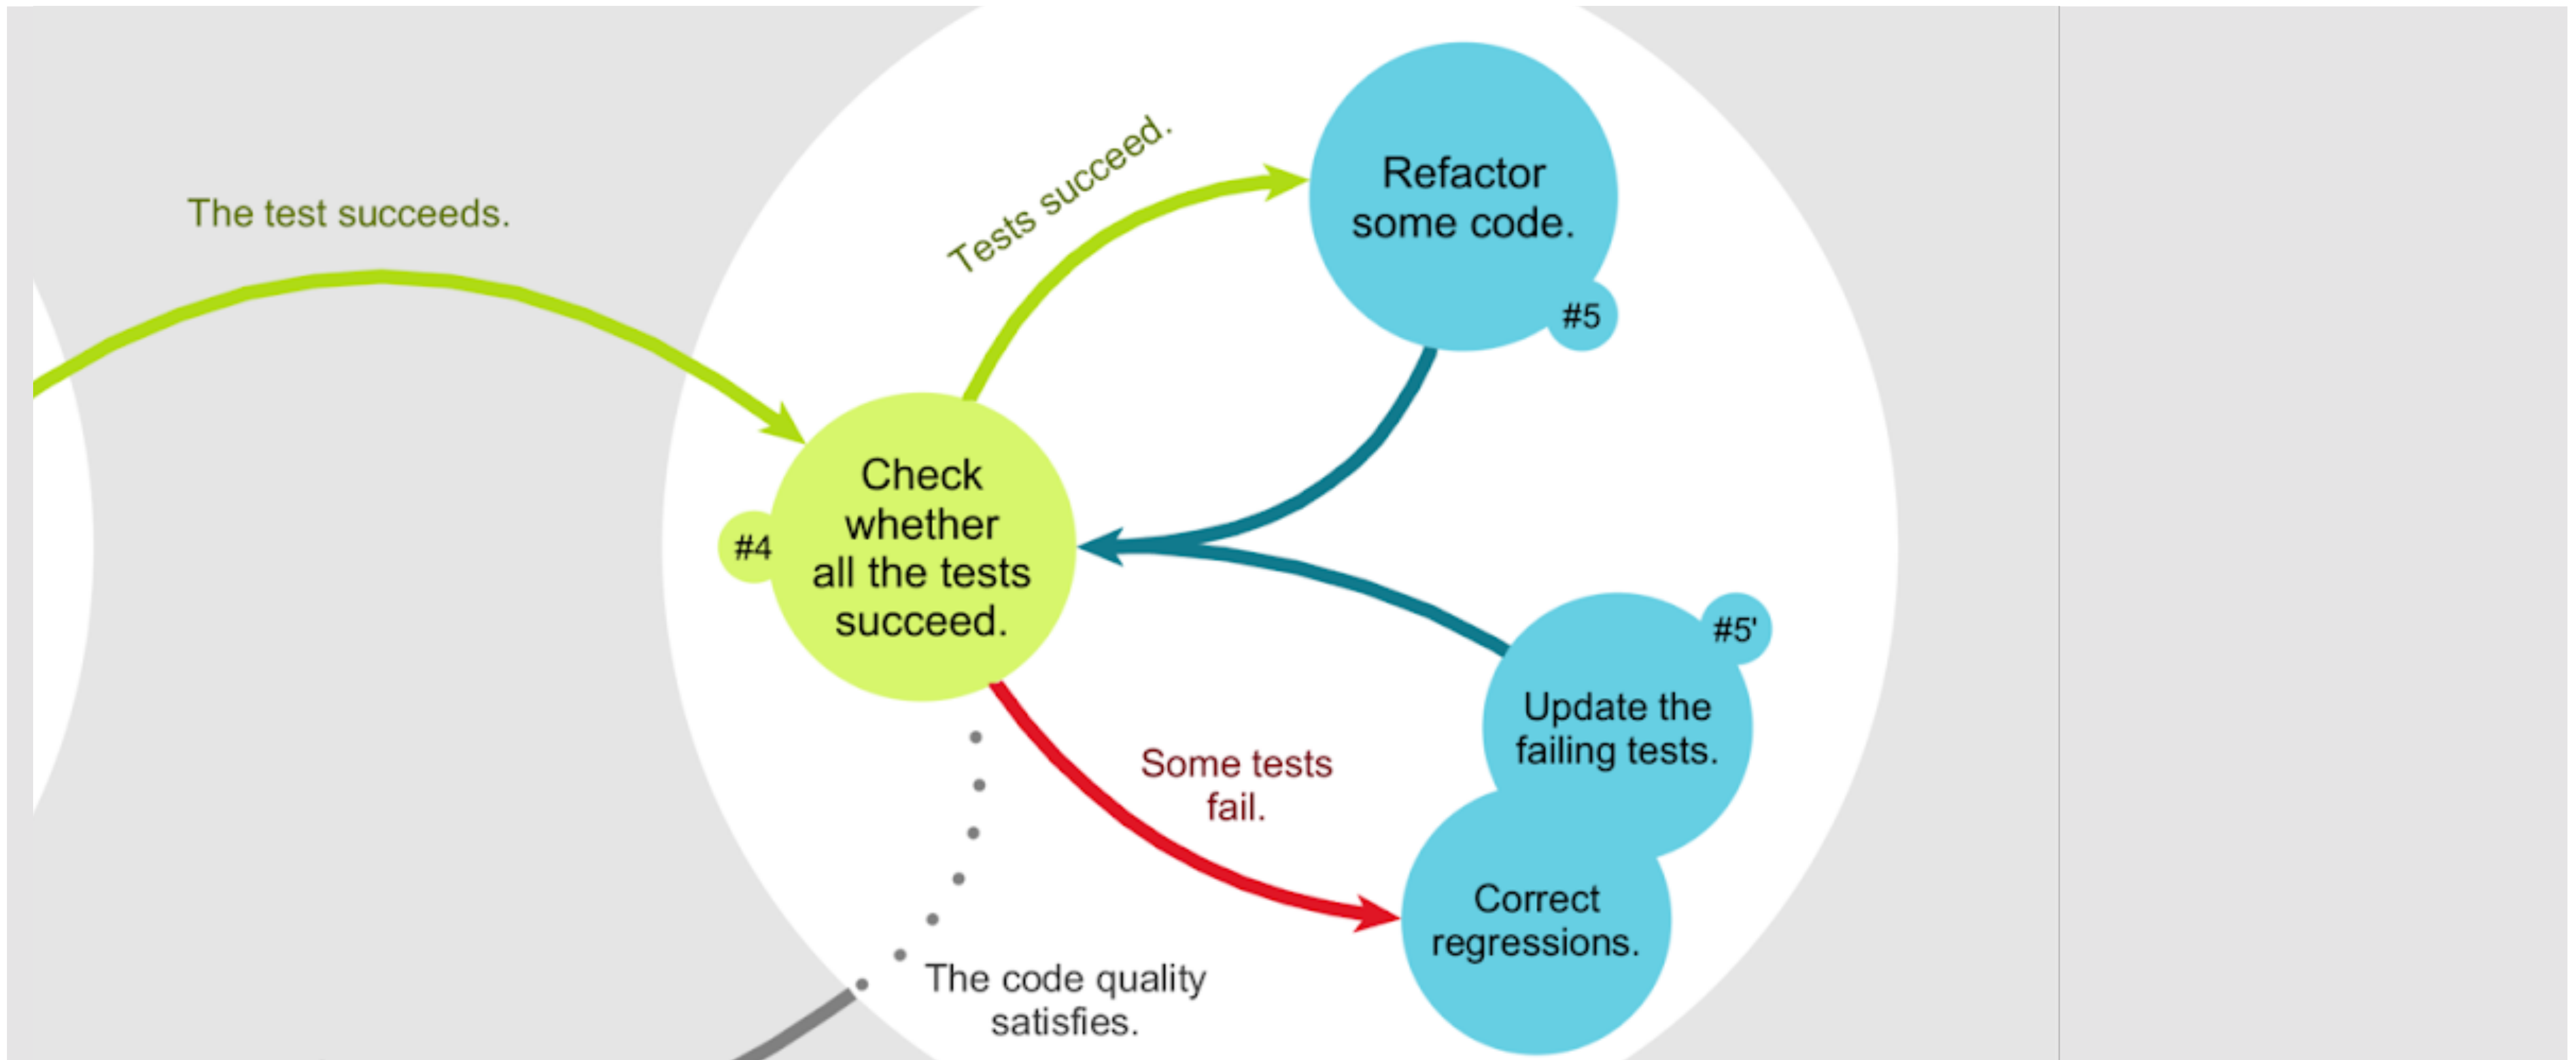 The test succeeds.
Tests succeed.
Refactor
some code.
#5
Check
whether
all the tests
succeed.
#4
#5'
Update the
failing tests.
Some tests
fail.
Correct
regressions.
The code quality
satisfies.